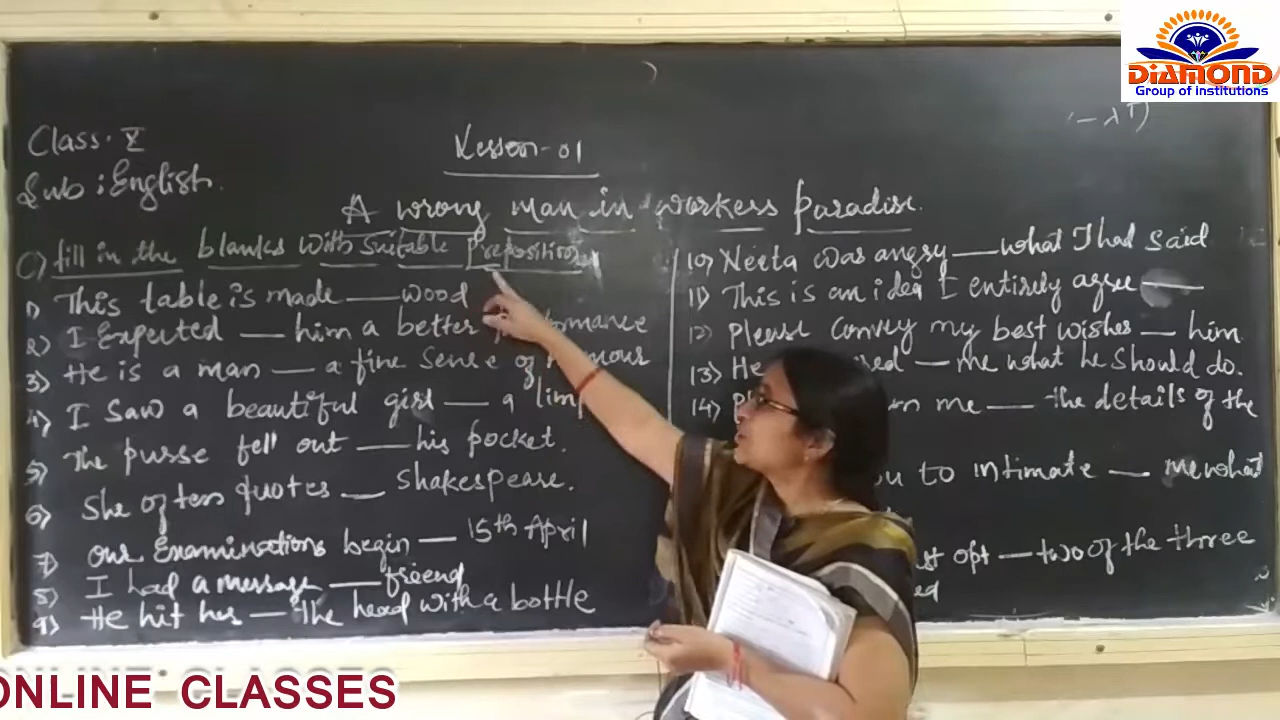 DIAMOND
Group of institutions
Class: X
Sub : English.
Lesson-01
A wrong man in workers paradise.
C) fill in the blanks with suitable prepositions
1) This table is made — wood
2) I Expected — him a better
3) He is a man — a fine sense of humour
4) I saw a beautiful girl — a limp
5) The purse fell out — his pocket.
6) She often quotes — Shakespeare.
7) our Examinations begin — 15th April
8) I had a message — friend
9) He hit her — the head with a bottle
10) Neeta was angry — what I had said
11) This is an idea I entirely agree —
12) Please convey my best wishes — him.
13) He — me what he should do.
14) me — the details of the
to intimate — me what
opt — two of the three
ONLINE CLASSES